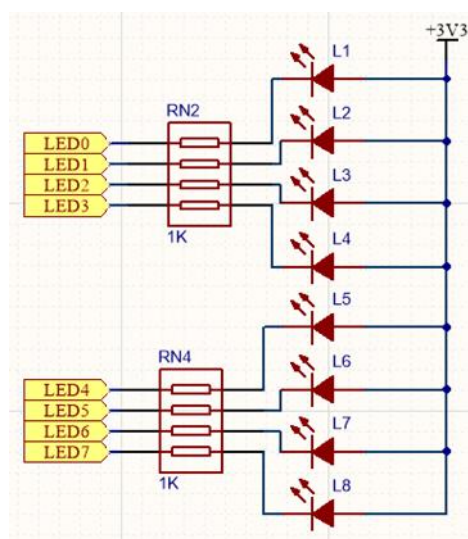 +3V3
L1
RN2
L2
LED0
LED1
LED2
LED3
L3
1K
L4
L5
RN4
L6
LED4
LED5
LED6
LED7
L7
1K
L8